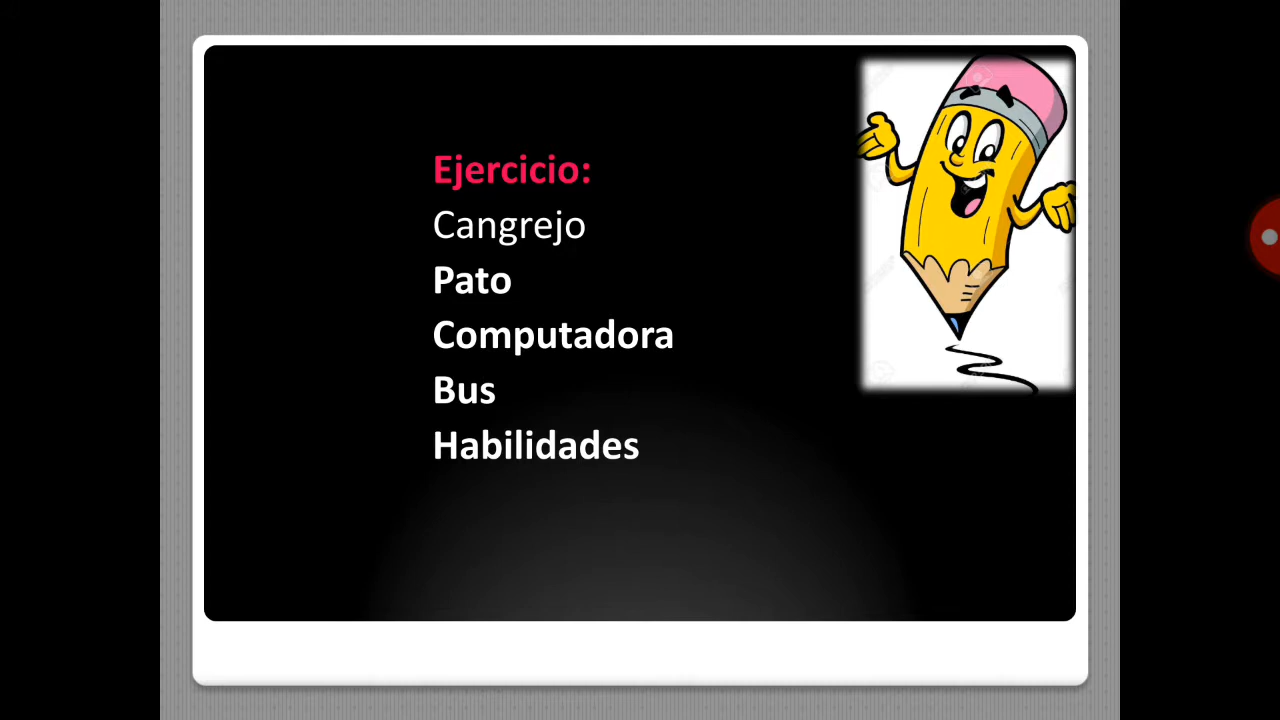 Ejercicio:
Cangrejo
Pato
Computadora
Bus
Habilidades